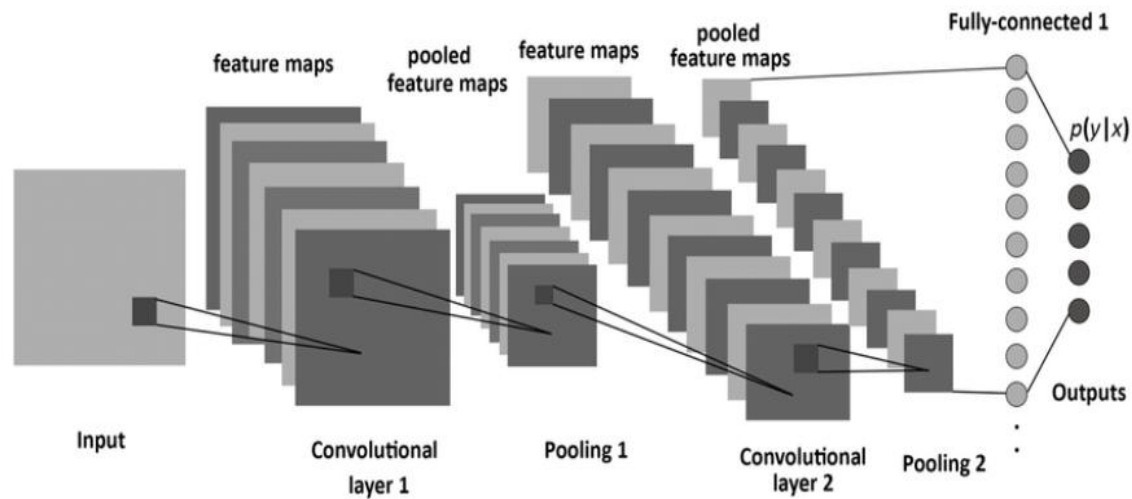 Fully-connected 1
feature maps
pooled
feature maps
feature maps
pooled
feature maps
p(y|x)
Input
Convolutional
layer 1
Pooling 1
Convolutional
layer 2
Pooling 2
Outputs